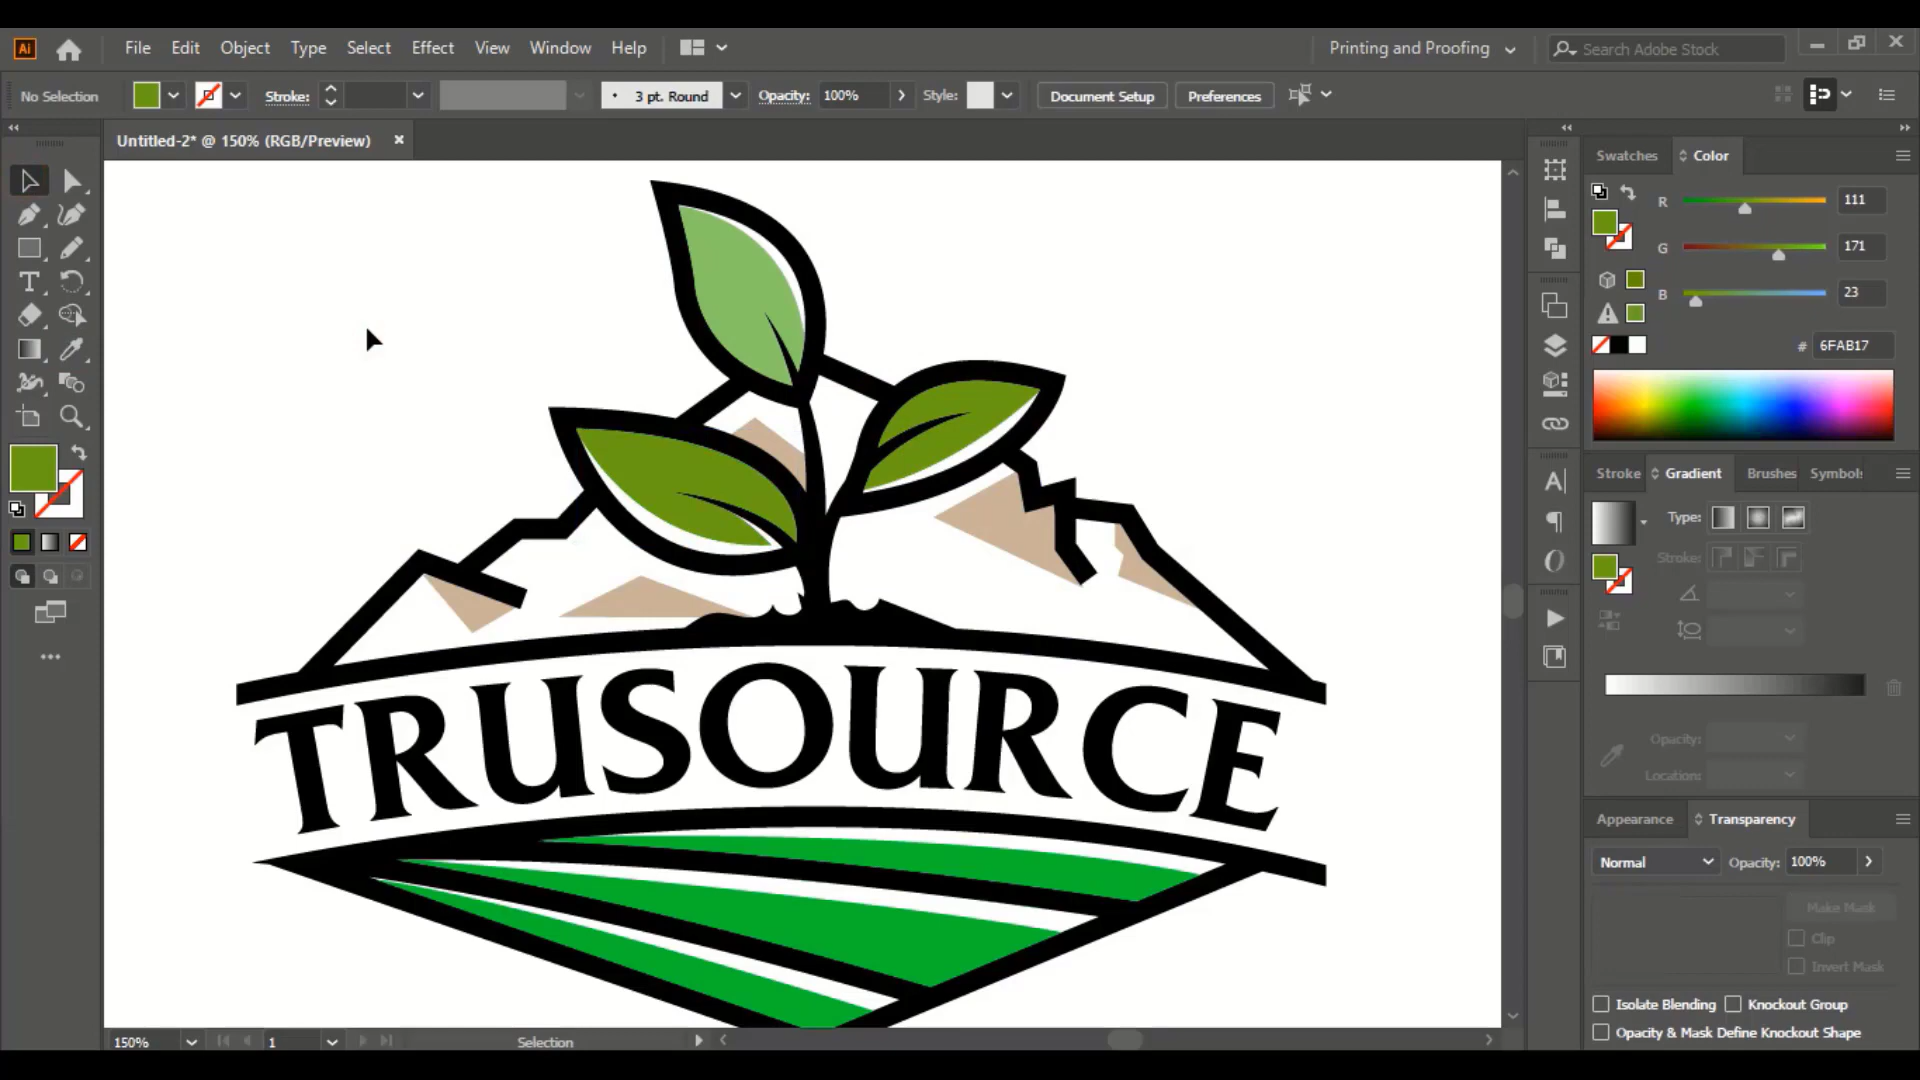 Ai File Edit Object Type Select Effect View Window Help Printing and Proofing Search Adobe Stock
No Selection Stroke: 3 pt. Round Opacity: 100% Style: Document Setup Preferences
Untitled-2* @ 150% (RGB/Preview)
Swatches Color
R 111
G 171
B 23
# 6FAB17
Stroke Gradient Brushes Symbol
Type:
Stroke:
Opacity:
Location:
TRUSOURCE
Appearance Transparency
Normal Opacity: 100%
Make Mask
Clip
Invert Mask
Isolate Blending Knockout Group
Opacity & Mask Define Knockout Shape
150% 1 Selection